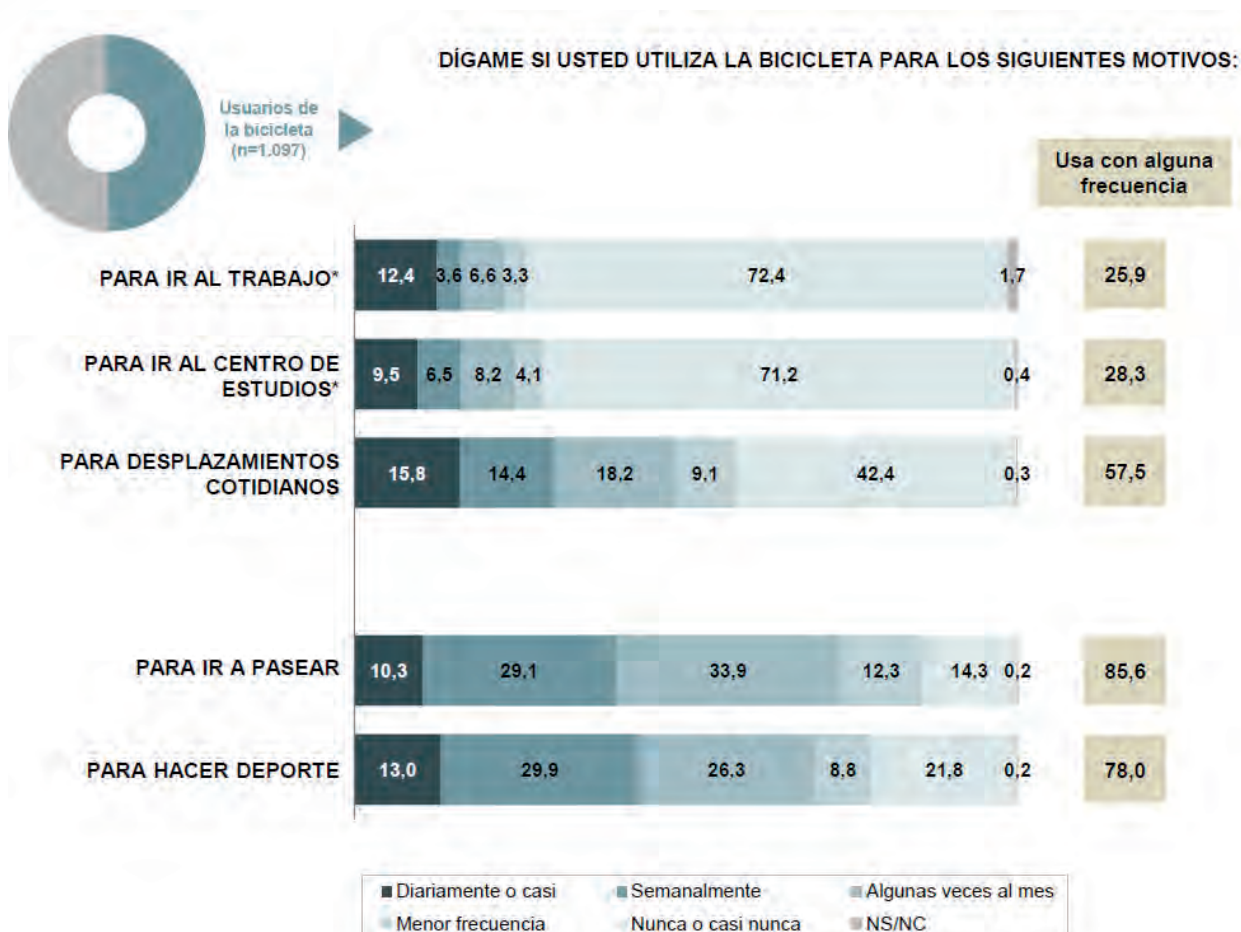 DÍGAME SI USTED UTILIZA LA BICICLETA PARA LOS SIGUIENTES MOTIVOS:
Usuarios de
la bicicleta
(n=1.097)
Usa con alguna
frecuencia
PARA IR AL TRABAJO*
12,4 3,6 6,6 3,3 72,4 1,7 25,9
PARA IR AL CENTRO DE
ESTUDIOS*
9,5 6,5 8,2 4,1 71,2 0,4 28,3
PARA DESPLAZAMIENTOS
COTIDIANOS
15,8 14,4 18,2 9,1 42,4 0,3 57,5
PARA IR A PASEAR
10,3 29,1 33,9 12,3 14,3 0,2 85,6
PARA HACER DEPORTE
13,0 29,9 26,3 8,8 21,8 0,2 78,0
Diariamente o casi Semanalmente Algunas veces al mes
Menor frecuencia Nunca o casi nunca NS/NC